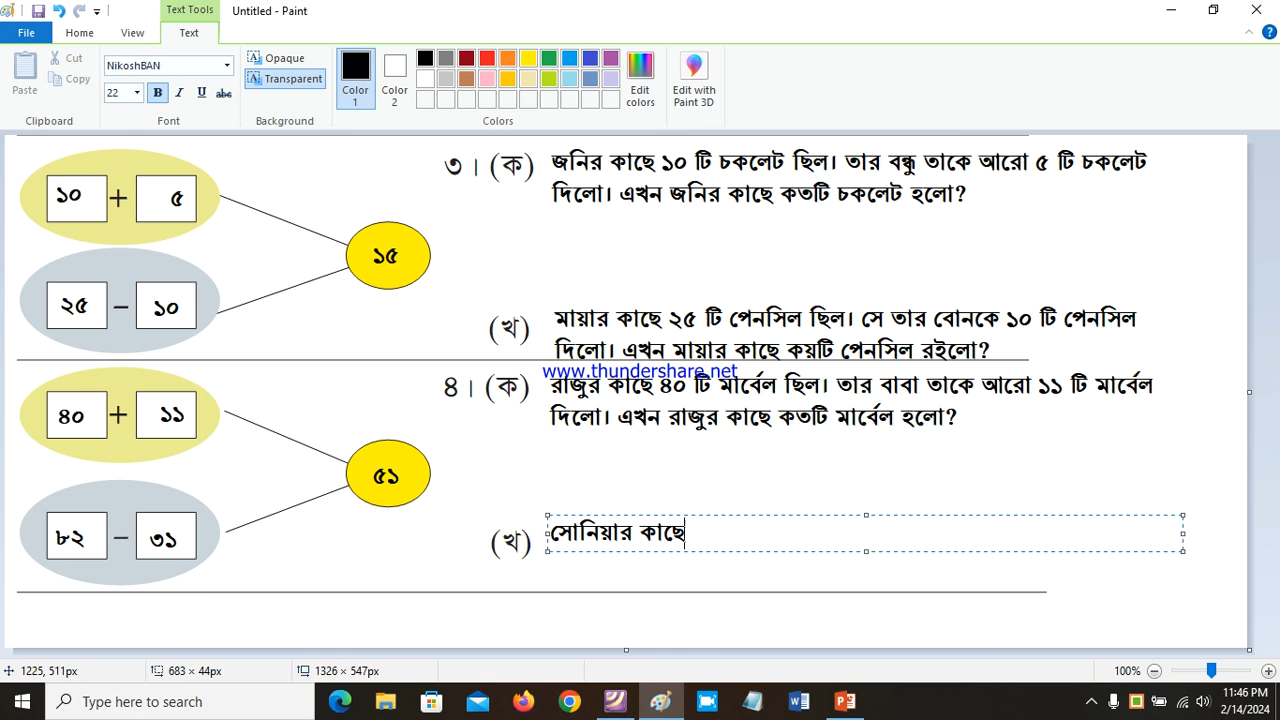 Text Tools
Untitled - Paint
File
Home
View
Text
Paste
Cut
Copy
Clipboard
NikoshBAN
22
B I U abc
Font
Opaque
Transparent
Background
Color 1
Color 2
Edit colors
Colors
Edit with Paint 3D
১০ + ৫
২৫ − ১০
১৫
৩। (ক) জনির কাছে ১০ টি চকলেট ছিল। তার বন্ধু তাকে আরো ৫ টি চকলেট
দিলো। এখন জনির কাছে কতটি চকলেট হলো?
(খ) মায়ার কাছে ২৫ টি পেনসিল ছিল। সে তার বোনকে ১০ টি পেনসিল
দিলো। এখন মায়ার কাছে কয়টি পেনসিল রইলো?
www.thundershare.net
৪০ + ১১
৮২ − ৩১
৫১
৪। (ক) রাজুর কাছে ৪০ টি মার্বেল ছিল। তার বাবা তাকে আরো ১১ টি মার্বেল
দিলো। এখন রাজুর কাছে কতটি মার্বেল হলো?
(খ) সোনিয়ার কাছে
1225, 511px
683 × 44px
1326 × 547px
100%
Type here to search
11:46 PM
2/14/2024